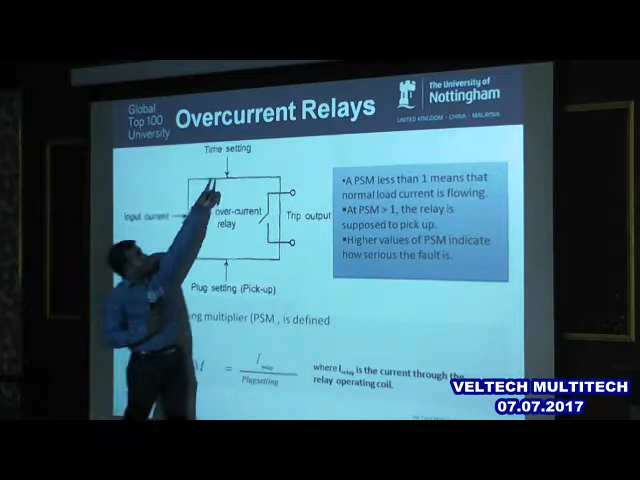 Global
Top 100
University
Overcurrent Relays
The University of
Nottingham
UNITED KINGDOM · CHINA · MALAYSIA
Time setting
Input current
over-current
relay
Trip output
Plug setting (Pick-up)
• A PSM less than 1 means that
normal load current is flowing.
• At PSM > 1, the relay is
supposed to pick up.
• Higher values of PSM indicate
how serious the fault is.
multiplier (PSM , is defined
= I relay
Plugsetting
where I relay is the current through the
relay operating coil.
VELTECH MULTITECH
07.07.2017